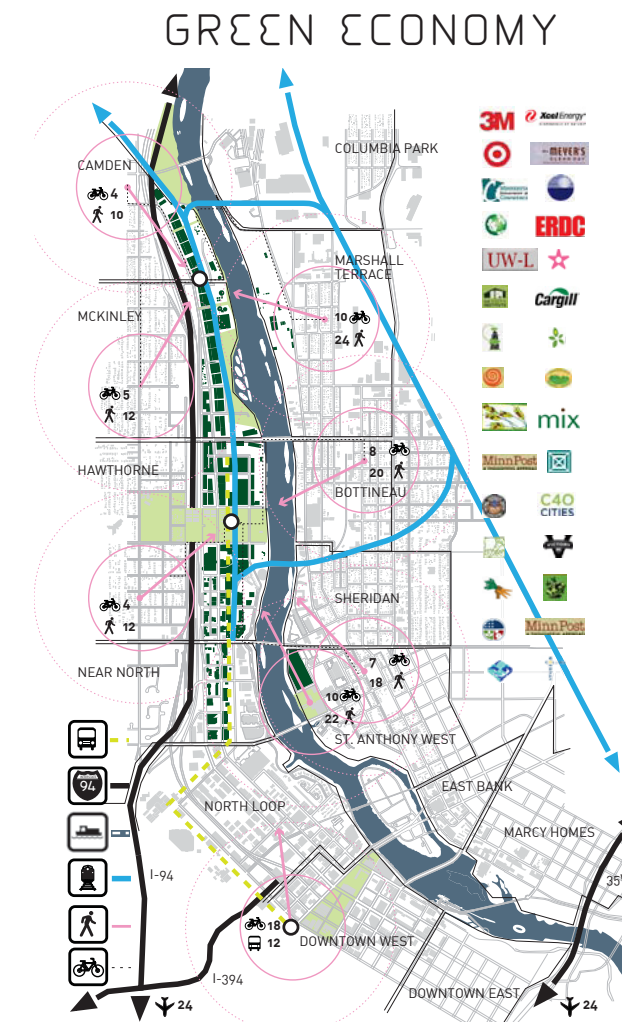 GREEN ECONOMY
COLUMBIA PARK
3M
Xcel Energy
MEYER'S
CLEAN DAY
CAMDEN
4
10
ERDC
MARSHALL
TERRACE
UW-L
Cargill
MCKINLEY
10
24
5
12
mix
8
20
MinnPost
HAWTHORNE
BOTTINEAU
C40
CITIES
SHERIDAN
4
12
MinnPost
NEAR NORTH
7
18
10
22
ST. ANTHONY WEST
94
EAST BANK
NORTH LOOP
MARCY HOMES
I-94
35
18
12
DOWNTOWN WEST
I-394
DOWNTOWN EAST
24
24